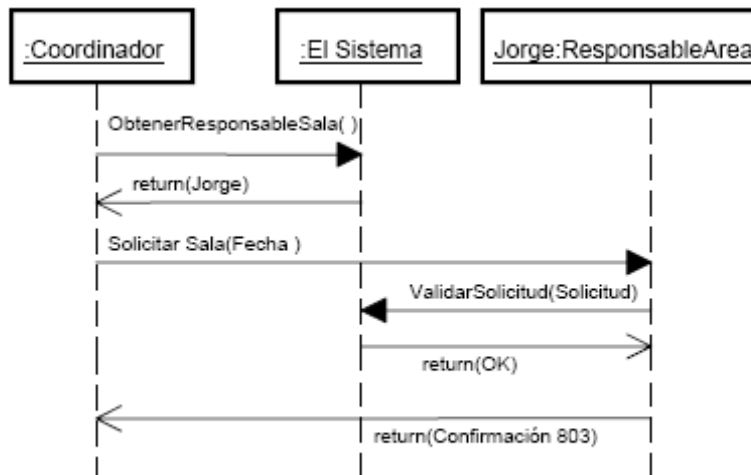 :Coordinador
:El Sistema
Jorge:ResponsableArea
ObtenerResponsableSala( )
return(Jorge)
Solicitar Sala(Fecha )
ValidarSolicitud(Solicitud)
return(OK)
return(Confirmación 803)